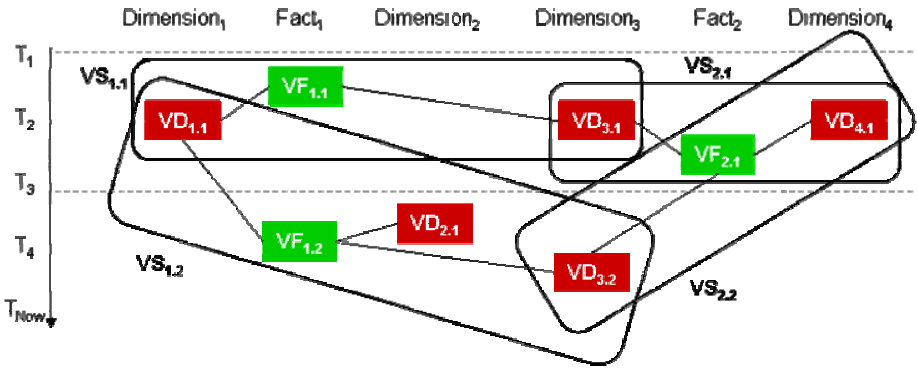 Dimension1 Fact1 Dimension2 Dimension3 Fact2 Dimension4
T1
VS1.1 VS2.1
VF1.1
T2 VD1.1 VD3.1 VD4.1
VF2.1
T3
VD2.1
VF1.2
T4
VS1.2 VD3.2
VS2.2
TNow